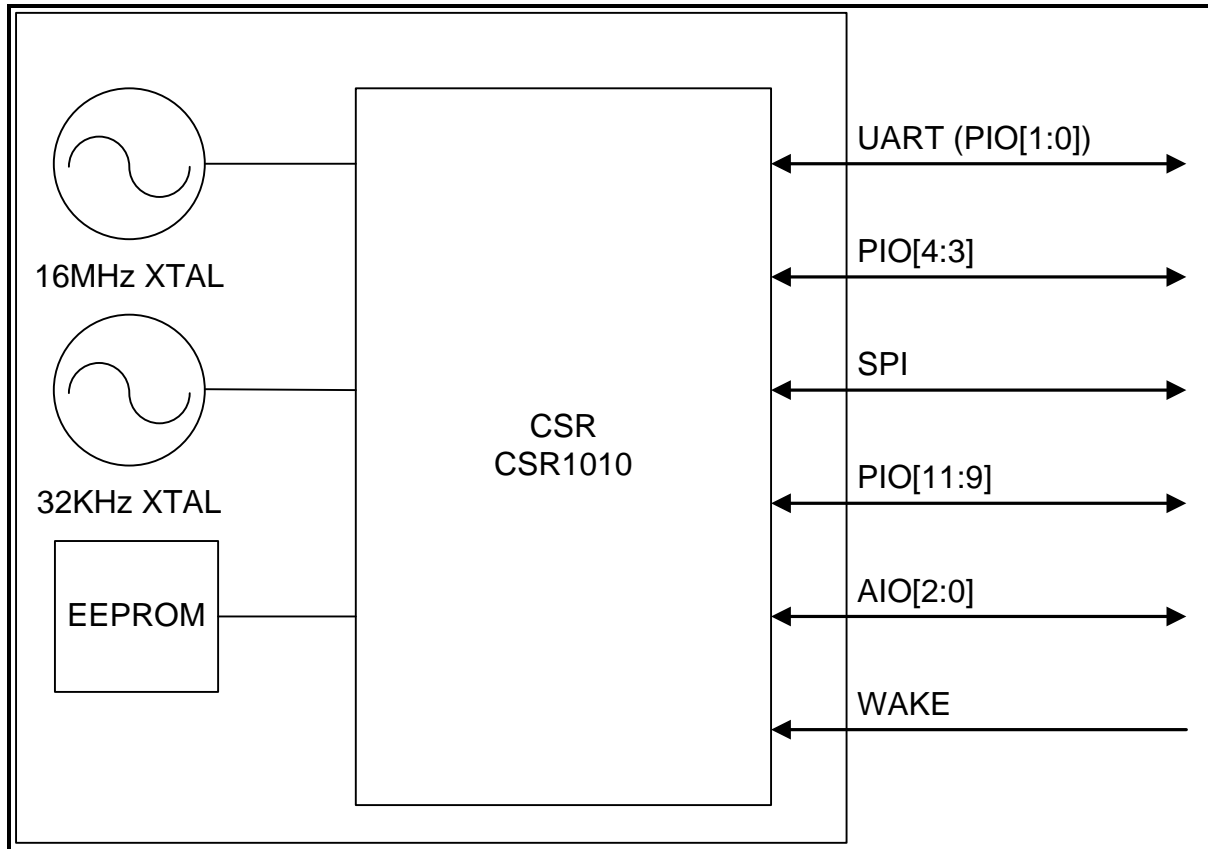 16MHz XTAL
32KHz XTAL
EEPROM
CSR
CSR1010
UART (PIO[1:0])
PIO[4:3]
SPI
PIO[11:9]
AIO[2:0]
WAKE